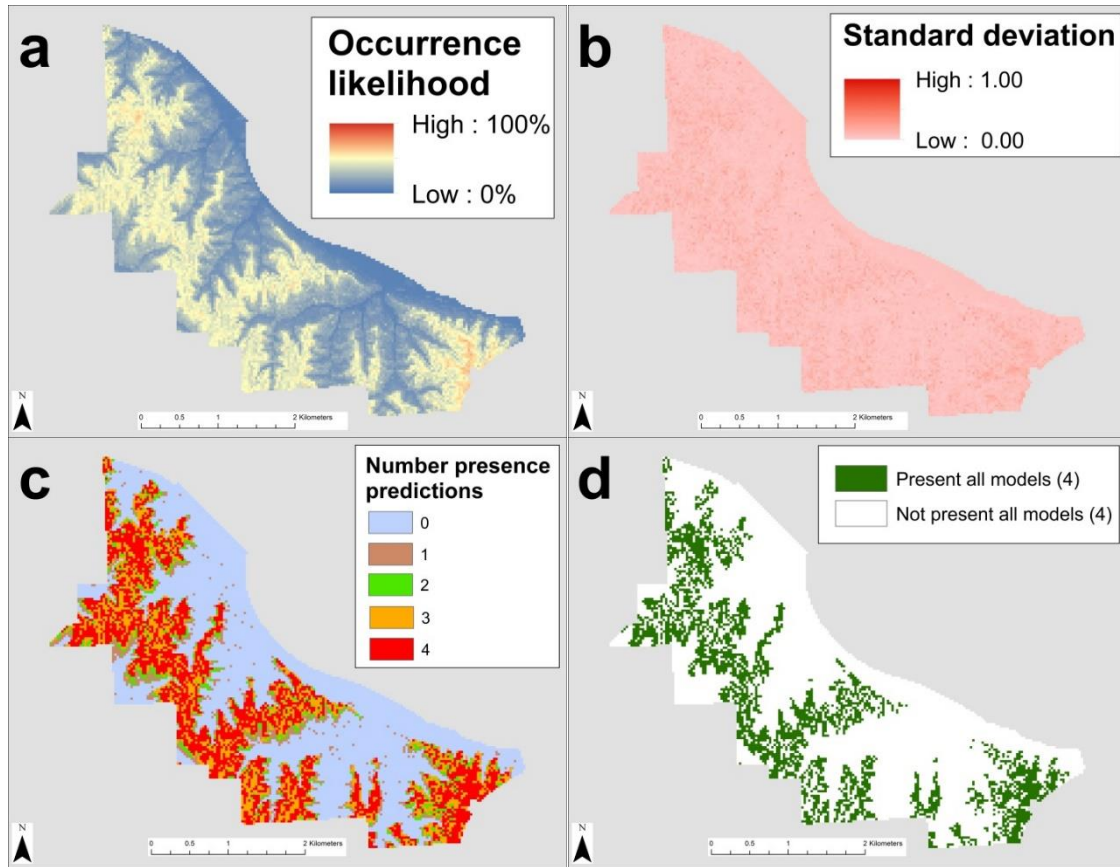 a
Occurrence
likelihood
High : 100%
Low : 0%
N
0 0.5 1 2 Kilometers
b
Standard deviation
High : 1.00
Low : 0.00
N
0 0.5 1 2 Kilometers
c
Number presence
predictions
0
1
2
3
4
N
0 0.5 1 2 Kilometers
d
Present all models (4)
Not present all models (4)
N
0 0.5 1 2 Kilometers